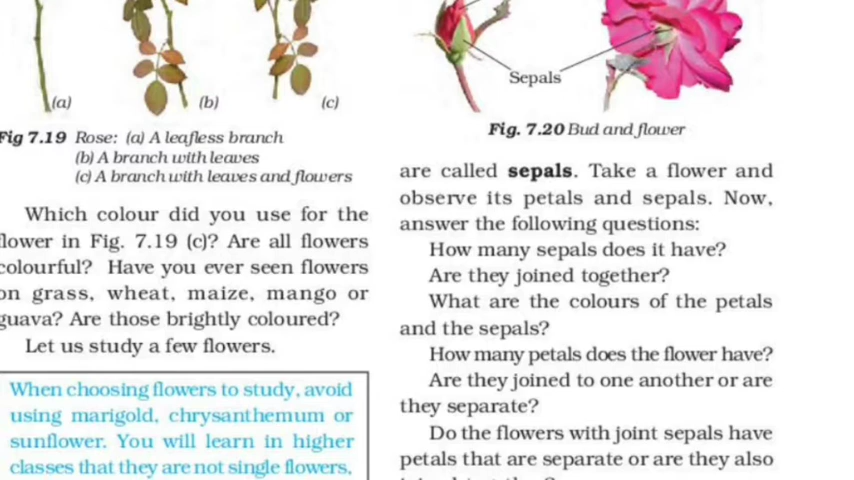 (a)
(b)
(c)
Fig 7.19 Rose: (a) A leafless branch
(b) A branch with leaves
(c) A branch with leaves and flowers
Which colour did you use for the
flower in Fig. 7.19 (c)? Are all flowers
colourful? Have you ever seen flowers
on grass, wheat, maize, mango or
guava? Are those brightly coloured?
Let us study a few flowers.
When choosing flowers to study, avoid
using marigold, chrysanthemum or
sunflower. You will learn in higher
classes that they are not single flowers,
Sepals
Fig. 7.20 Bud and flower
are called sepals. Take a flower and
observe its petals and sepals. Now,
answer the following questions:
How many sepals does it have?
Are they joined together?
What are the colours of the petals
and the sepals?
How many petals does the flower have?
Are they joined to one another or are
they separate?
Do the flowers with joint sepals have
petals that are separate or are they also